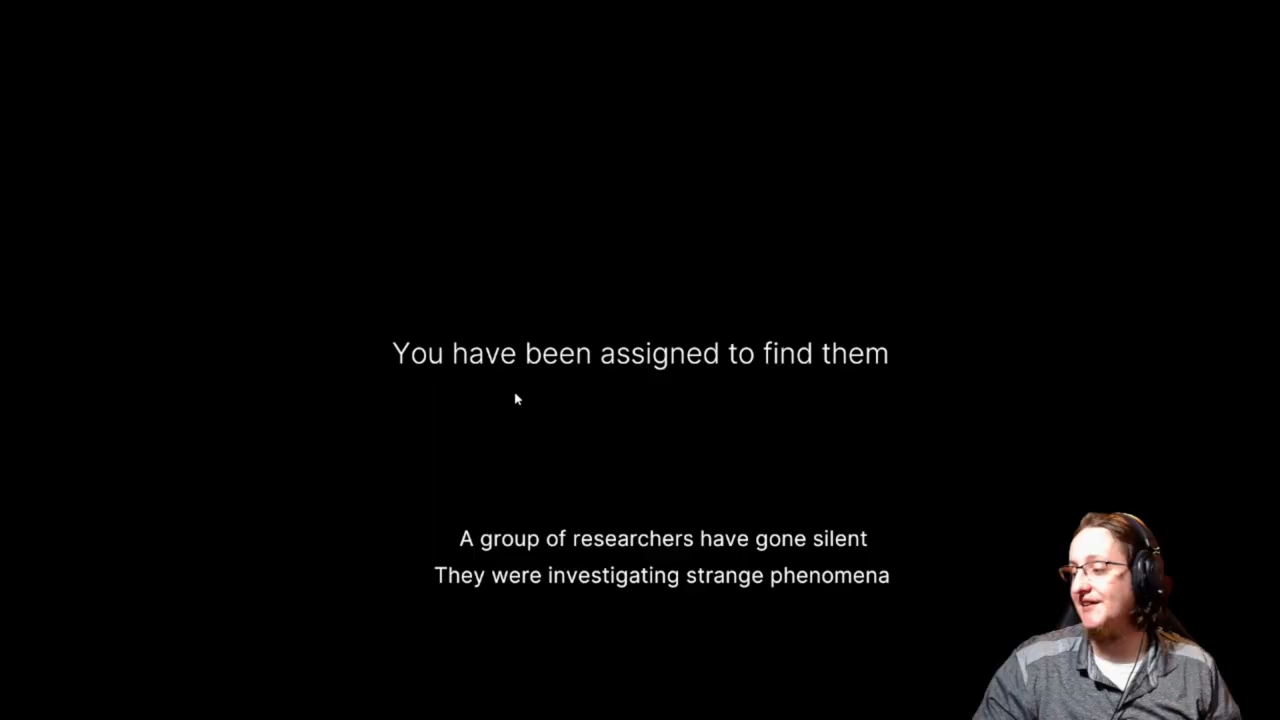 You have been assigned to find them
A group of researchers have gone silent
They were investigating strange phenomena